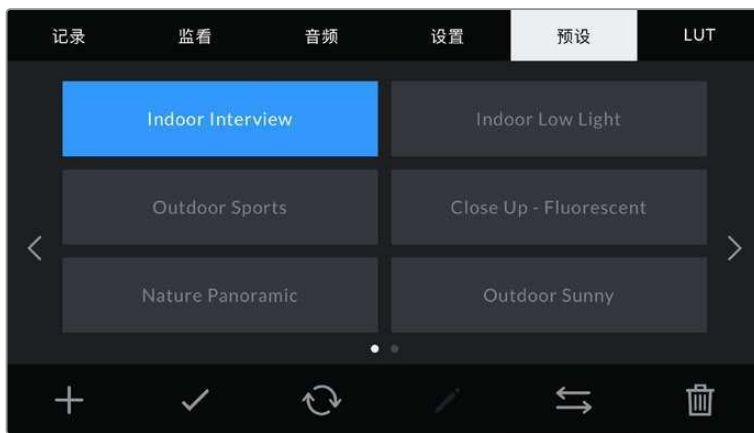 记录 监看 音频 设置 预设 LUT
Indoor Interview Indoor Low Light
Outdoor Sports Close Up - Fluorescent
Nature Panoramic Outdoor Sunny